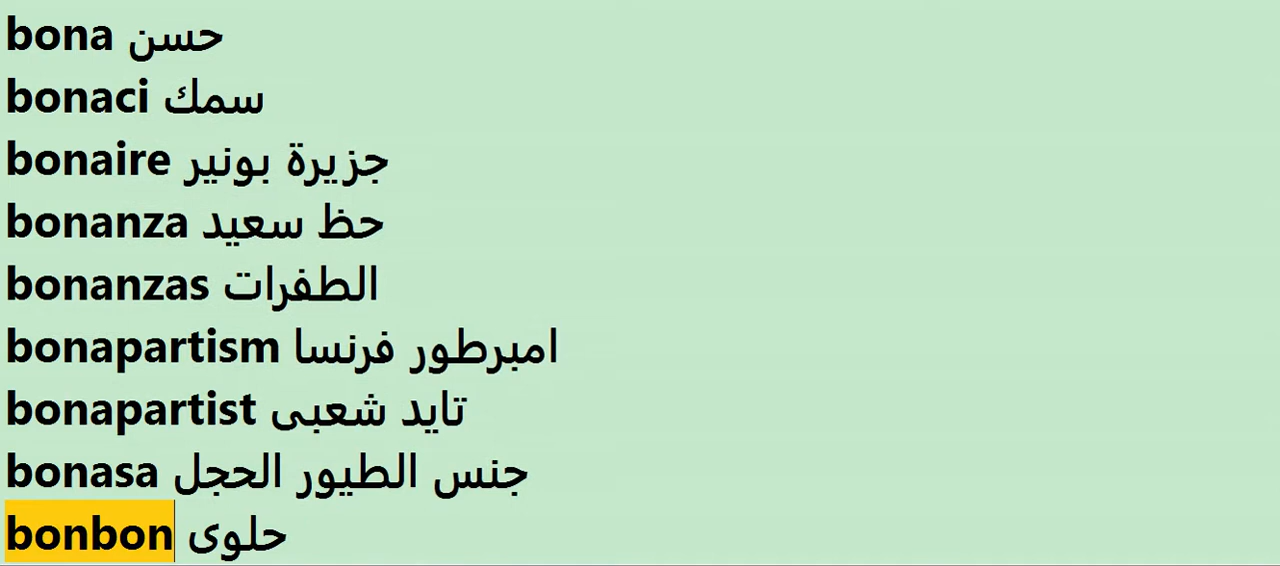 bona حسن
bonaci سمك
bonaire جزيرة بونير
bonanza حظ سعيد
bonanzas الطفرات
bonapartism امبرطور فرنسا
bonapartist تايد شعبى
bonasa جنس الطيور الحجل
bonbon حلوى